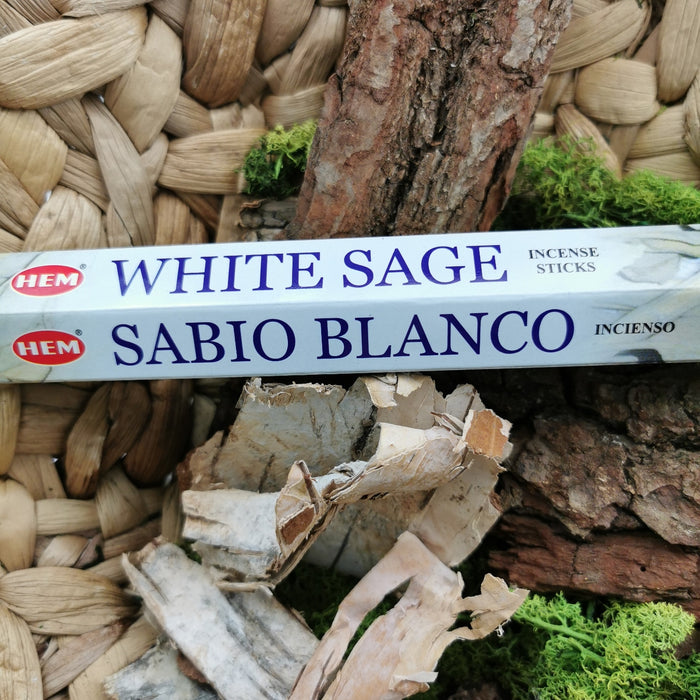 HEM® WHITE SAGE INCENSE STICKS
HEM® SABIO BLANCO INCIENSO